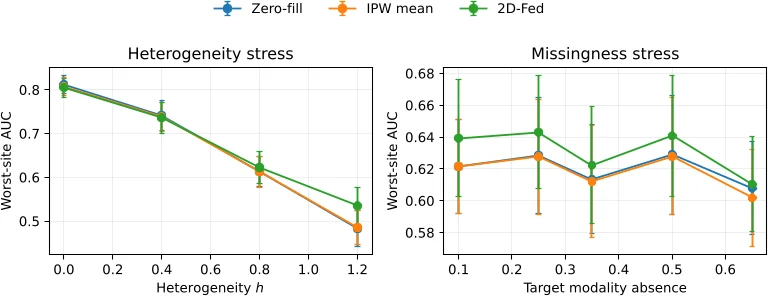 Zero-fill IPW mean 2D-Fed
Heterogeneity stress
Worst-site AUC
0.8
0.7
0.6
0.5
0.0 0.2 0.4 0.6 0.8 1.0 1.2
Heterogeneity h
Missingness stress
Worst-site AUC
0.68
0.66
0.64
0.62
0.60
0.58
0.1 0.2 0.3 0.4 0.5 0.6
Target modality absence